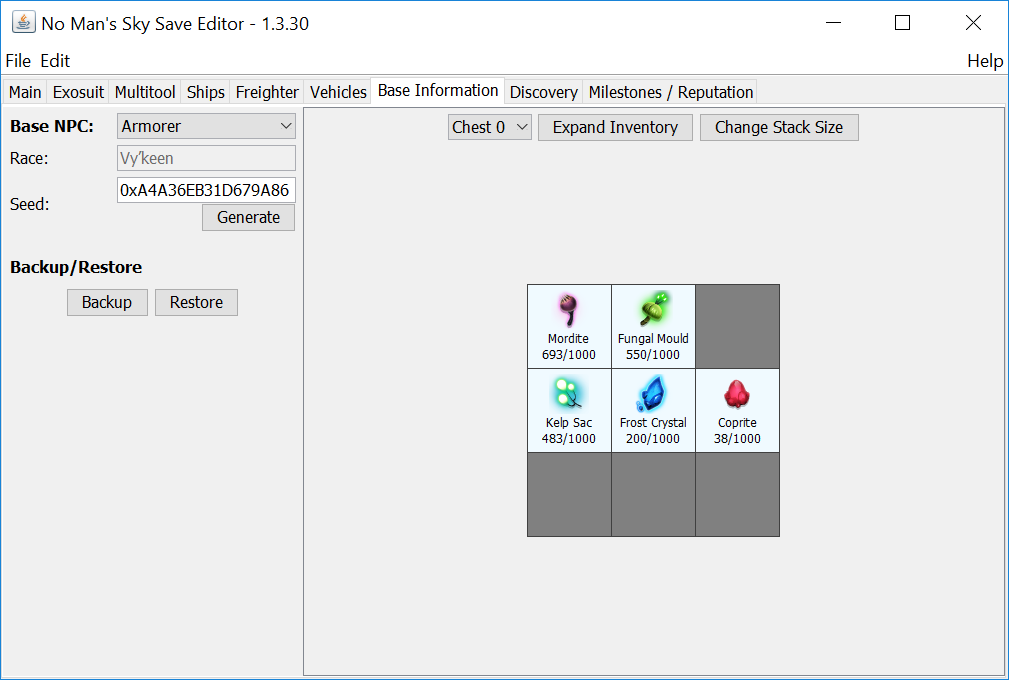 No Man's Sky Save Editor - 1.3.30
File Edit Help
Main Exosuit Multitool Ships Freighter Vehicles Base Information Discovery Milestones / Reputation
Base NPC: Armorer
Race: Vy'keen
Seed: 0xA4A36EB31D679A86
Generate
Backup/Restore
Backup Restore
Chest 0 Expand Inventory Change Stack Size
Mordite
693/1000
Fungal Mould
550/1000
Kelp Sac
483/1000
Frost Crystal
200/1000
Coprite
38/1000